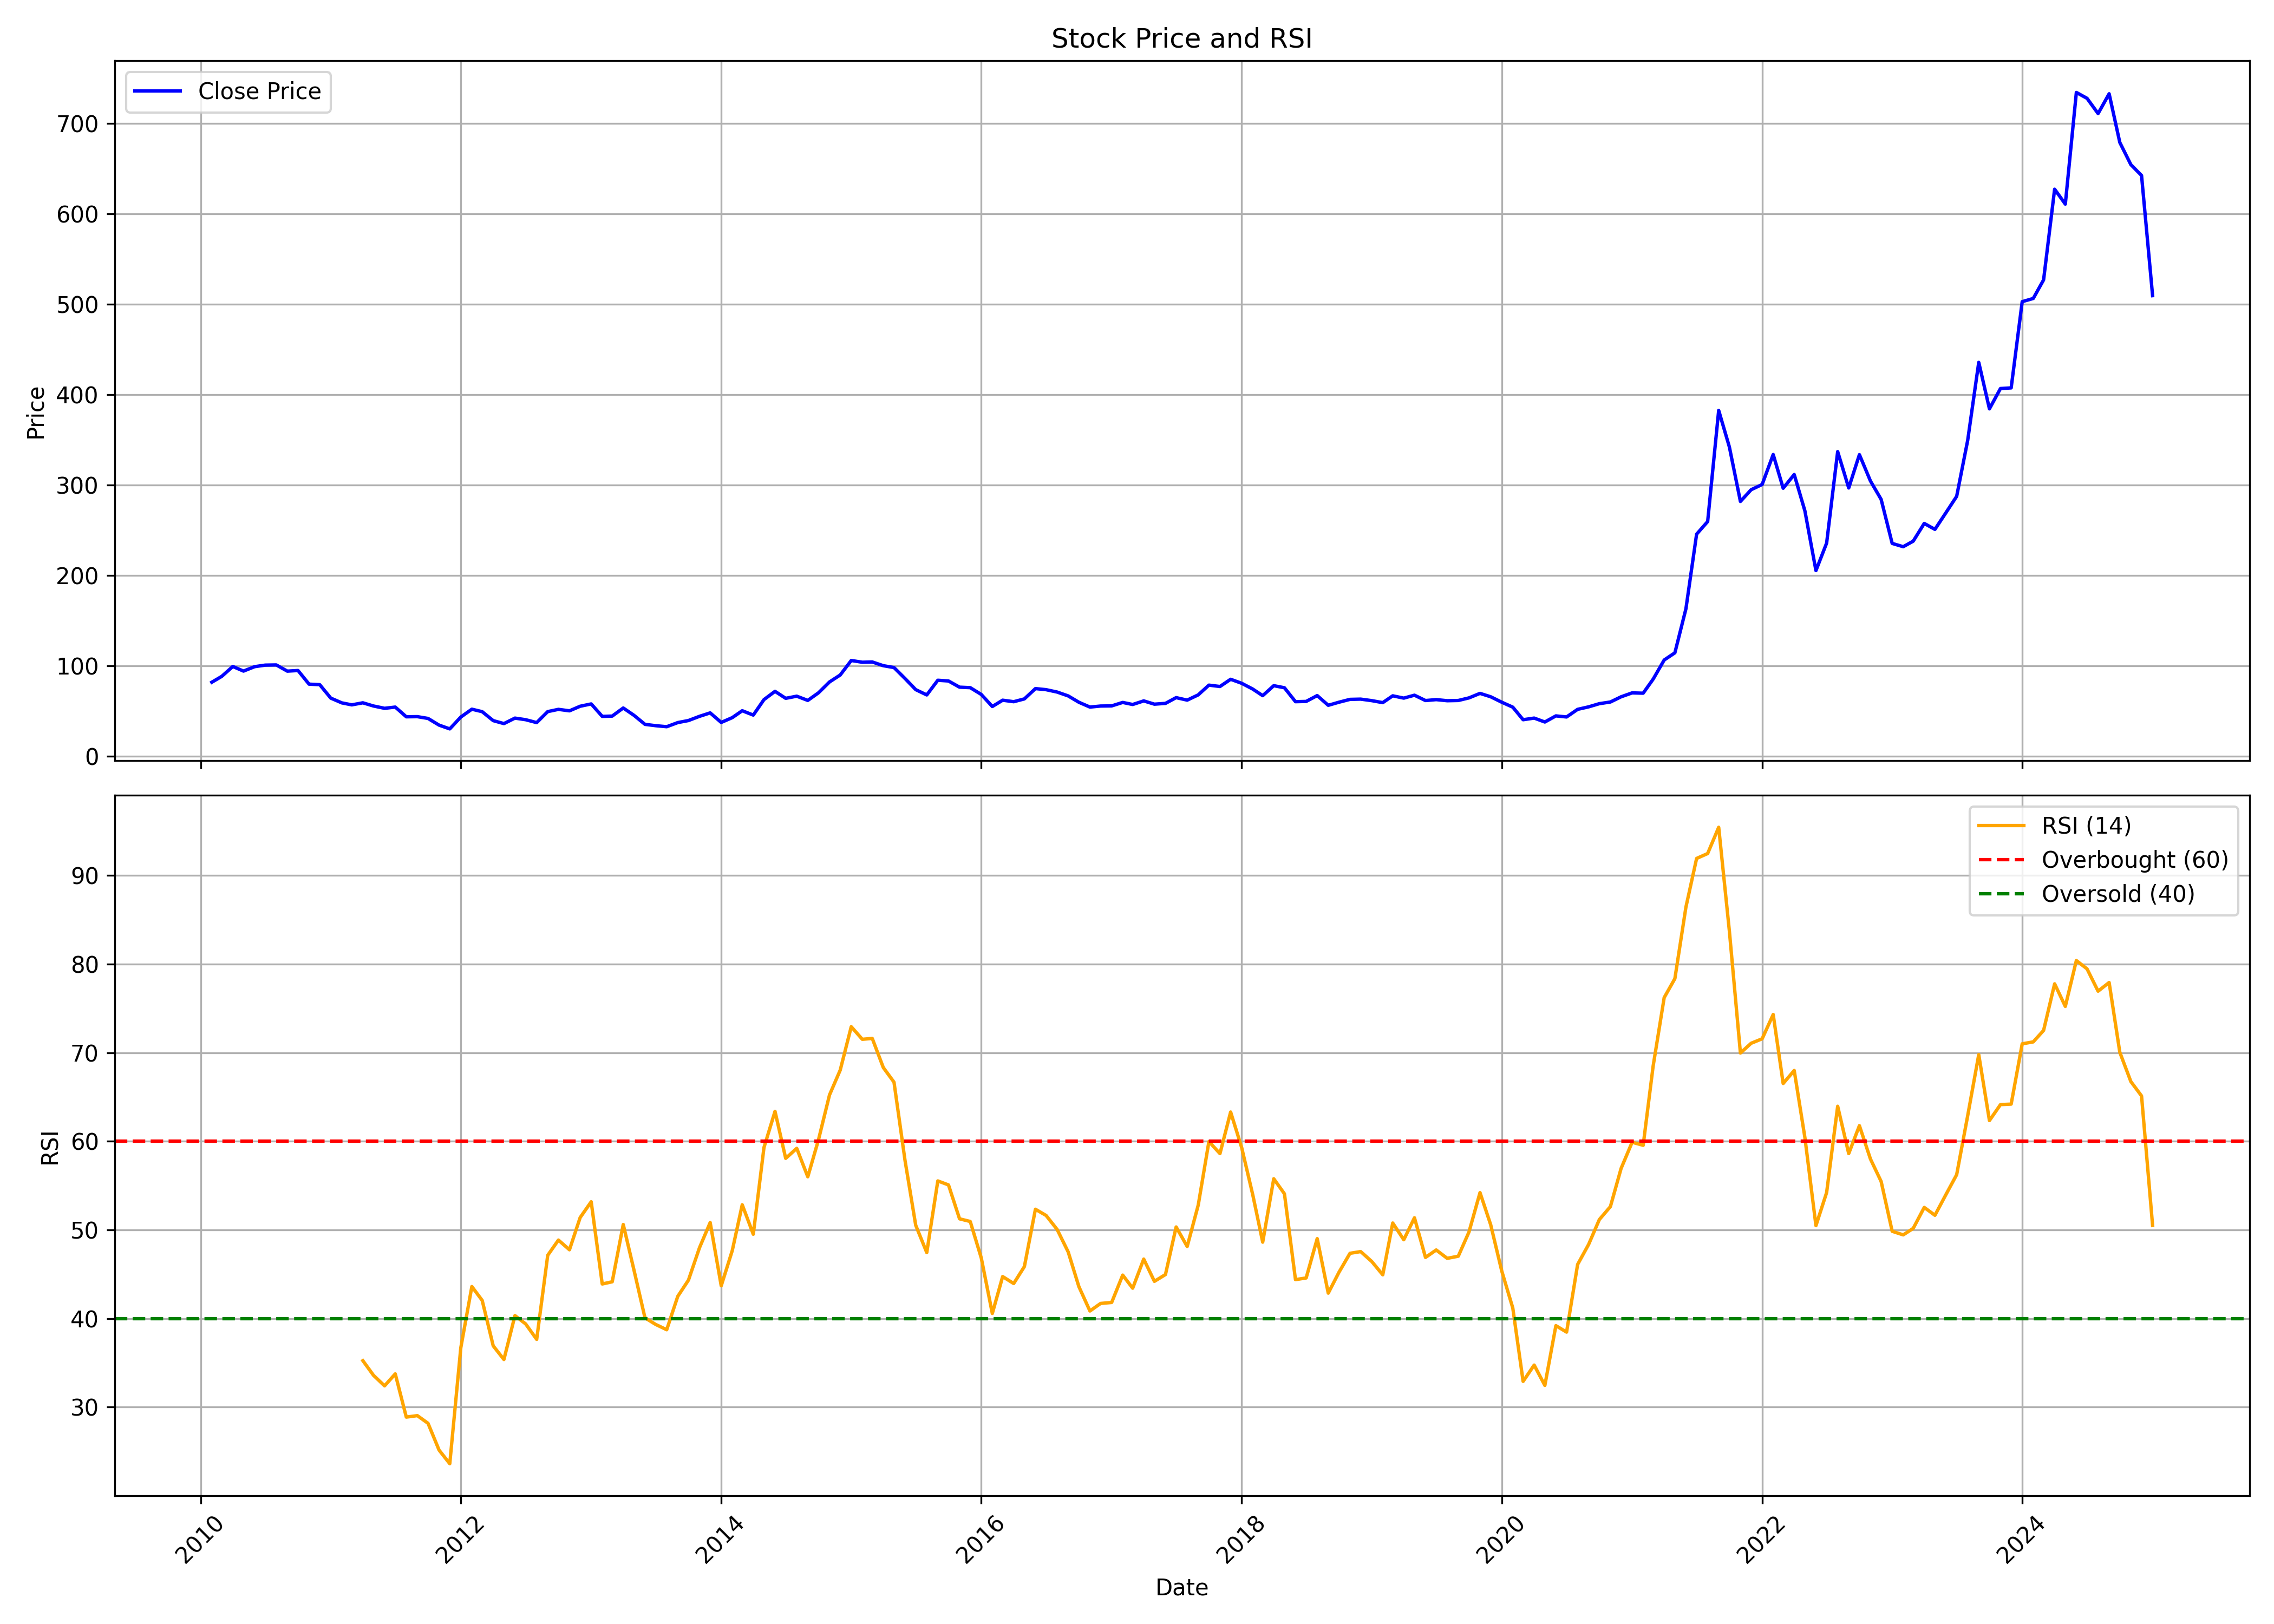 Stock Price and RSI
Close Price
Price
700
600
500
400
300
200
100
0
RSI (14)
Overbought (60)
Oversold (40)
RSI
90
80
70
60
50
40
30
2010
2012
2014
2016
2018
2020
2022
2024
Date